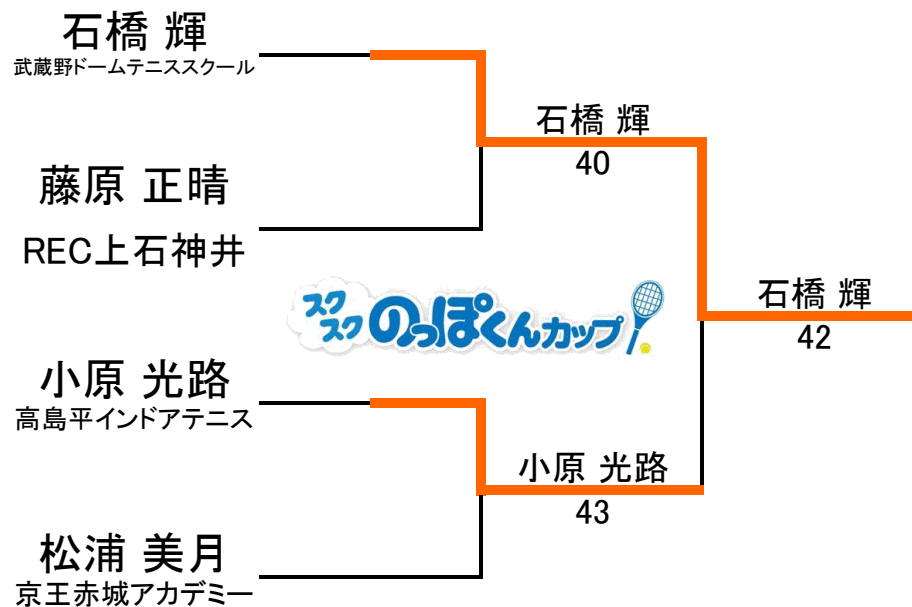 石橋 輝
武蔵野ドームテニススクール
石橋 輝
40
藤原 正晴
REC上石神井
スクスク のっぽくんカップ
石橋 輝
42
小原 光路
高島平インドアテニス
小原 光路
43
松浦 美月
京王赤城アカデミー